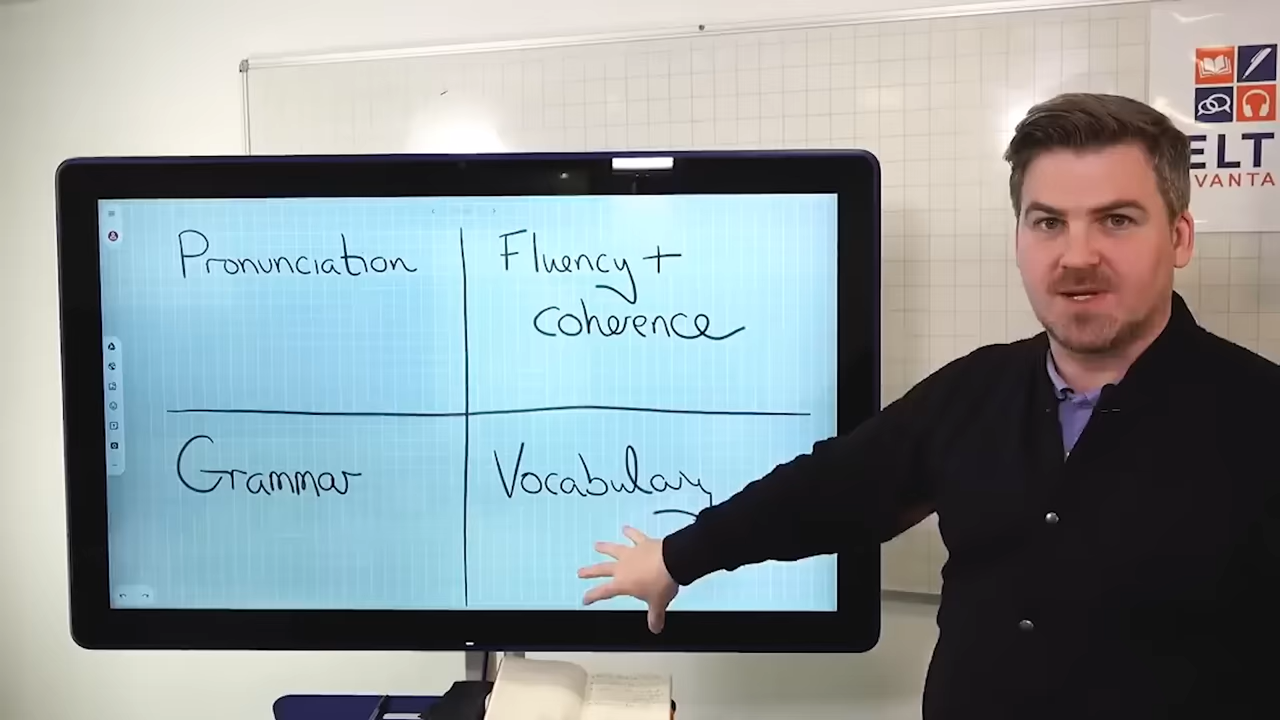 Pronunciation
Fluency +
coherence
Grammar
Vocabulary
ELT
VANTA